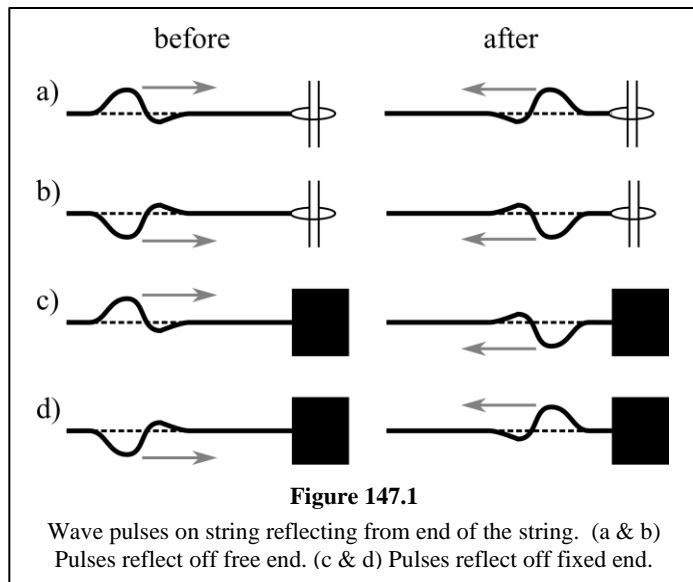 before after
a)
b)
c)
d)
Figure 147.1
Wave pulses on string reflecting from end of the string. (a & b)
Pulses reflect off free end. (c & d) Pulses reflect off fixed end.